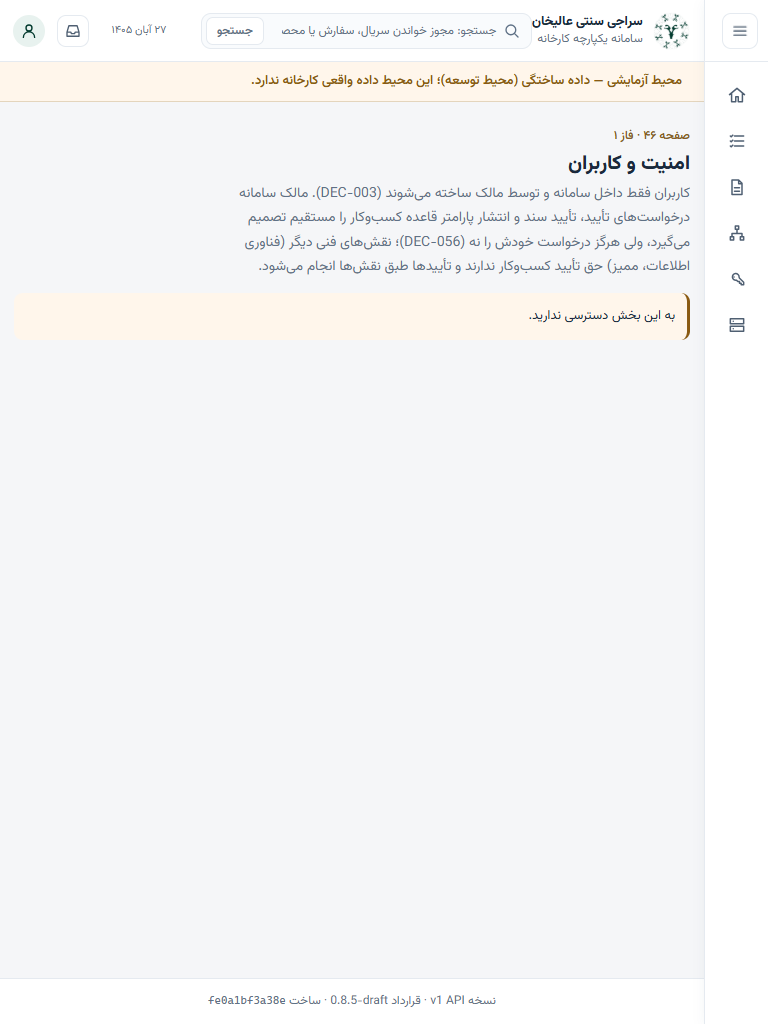 سراجی سنتی عالیخان
سامانه یکپارچه کارخانه
جستجو: مجوز خواندن سریال، سفارش یا محص
جستجو
۲۷ آبان ۱۴۰۵
محیط آزمایشی — داده ساختگی (محیط توسعه)؛ این محیط داده واقعی کارخانه ندارد.
صفحه ۴۶ · فاز ۱
امنیت و کاربران
کاربران فقط داخل سامانه و توسط مالک ساخته می‌شوند (DEC-003). مالک سامانه
درخواست‌های تأیید، تأیید سند و انتشار پارامتر قاعده کسب‌وکار را مستقیم تصمیم
می‌گیرد، ولی هرگز درخواست خودش را نه (DEC-056)؛ نقش‌های فنی دیگر (فناوری
اطلاعات، ممیز) حق تأیید کسب‌وکار ندارند و تأییدها طبق نقش‌ها انجام می‌شود.
به این بخش دسترسی ندارید.
نسخه v1 API · قرارداد 0.8.5-draft · ساخت fe0a1bf3a38e